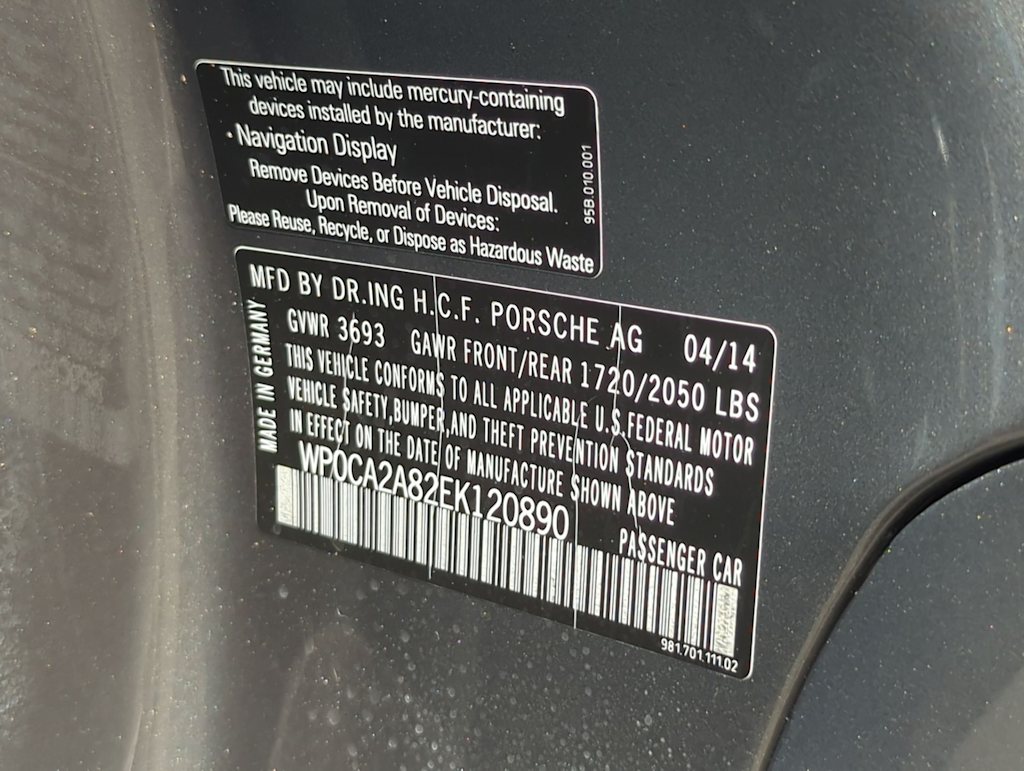 This vehicle may include mercury-containing
devices installed by the manufacturer:
· Navigation Display
Remove Devices Before Vehicle Disposal.
Upon Removal of Devices:
Please Reuse, Recycle, or Dispose as Hazardous Waste
95B.010.001
MFD BY DR.ING H.C.F. PORSCHE AG 04/14
GVWR 3693 GAWR FRONT/REAR 1720/2050 LBS
THIS VEHICLE CONFORMS TO ALL APPLICABLE U.S.FEDERAL MOTOR
VEHICLE SAFETY,BUMPER,AND THEFT PREVENTION STANDARDS
IN EFFECT ON THE DATE OF MANUFACTURE SHOWN ABOVE
WP0CA2A82EK120890
PASSENGER CAR
MADE IN GERMANY
981.701.111.02